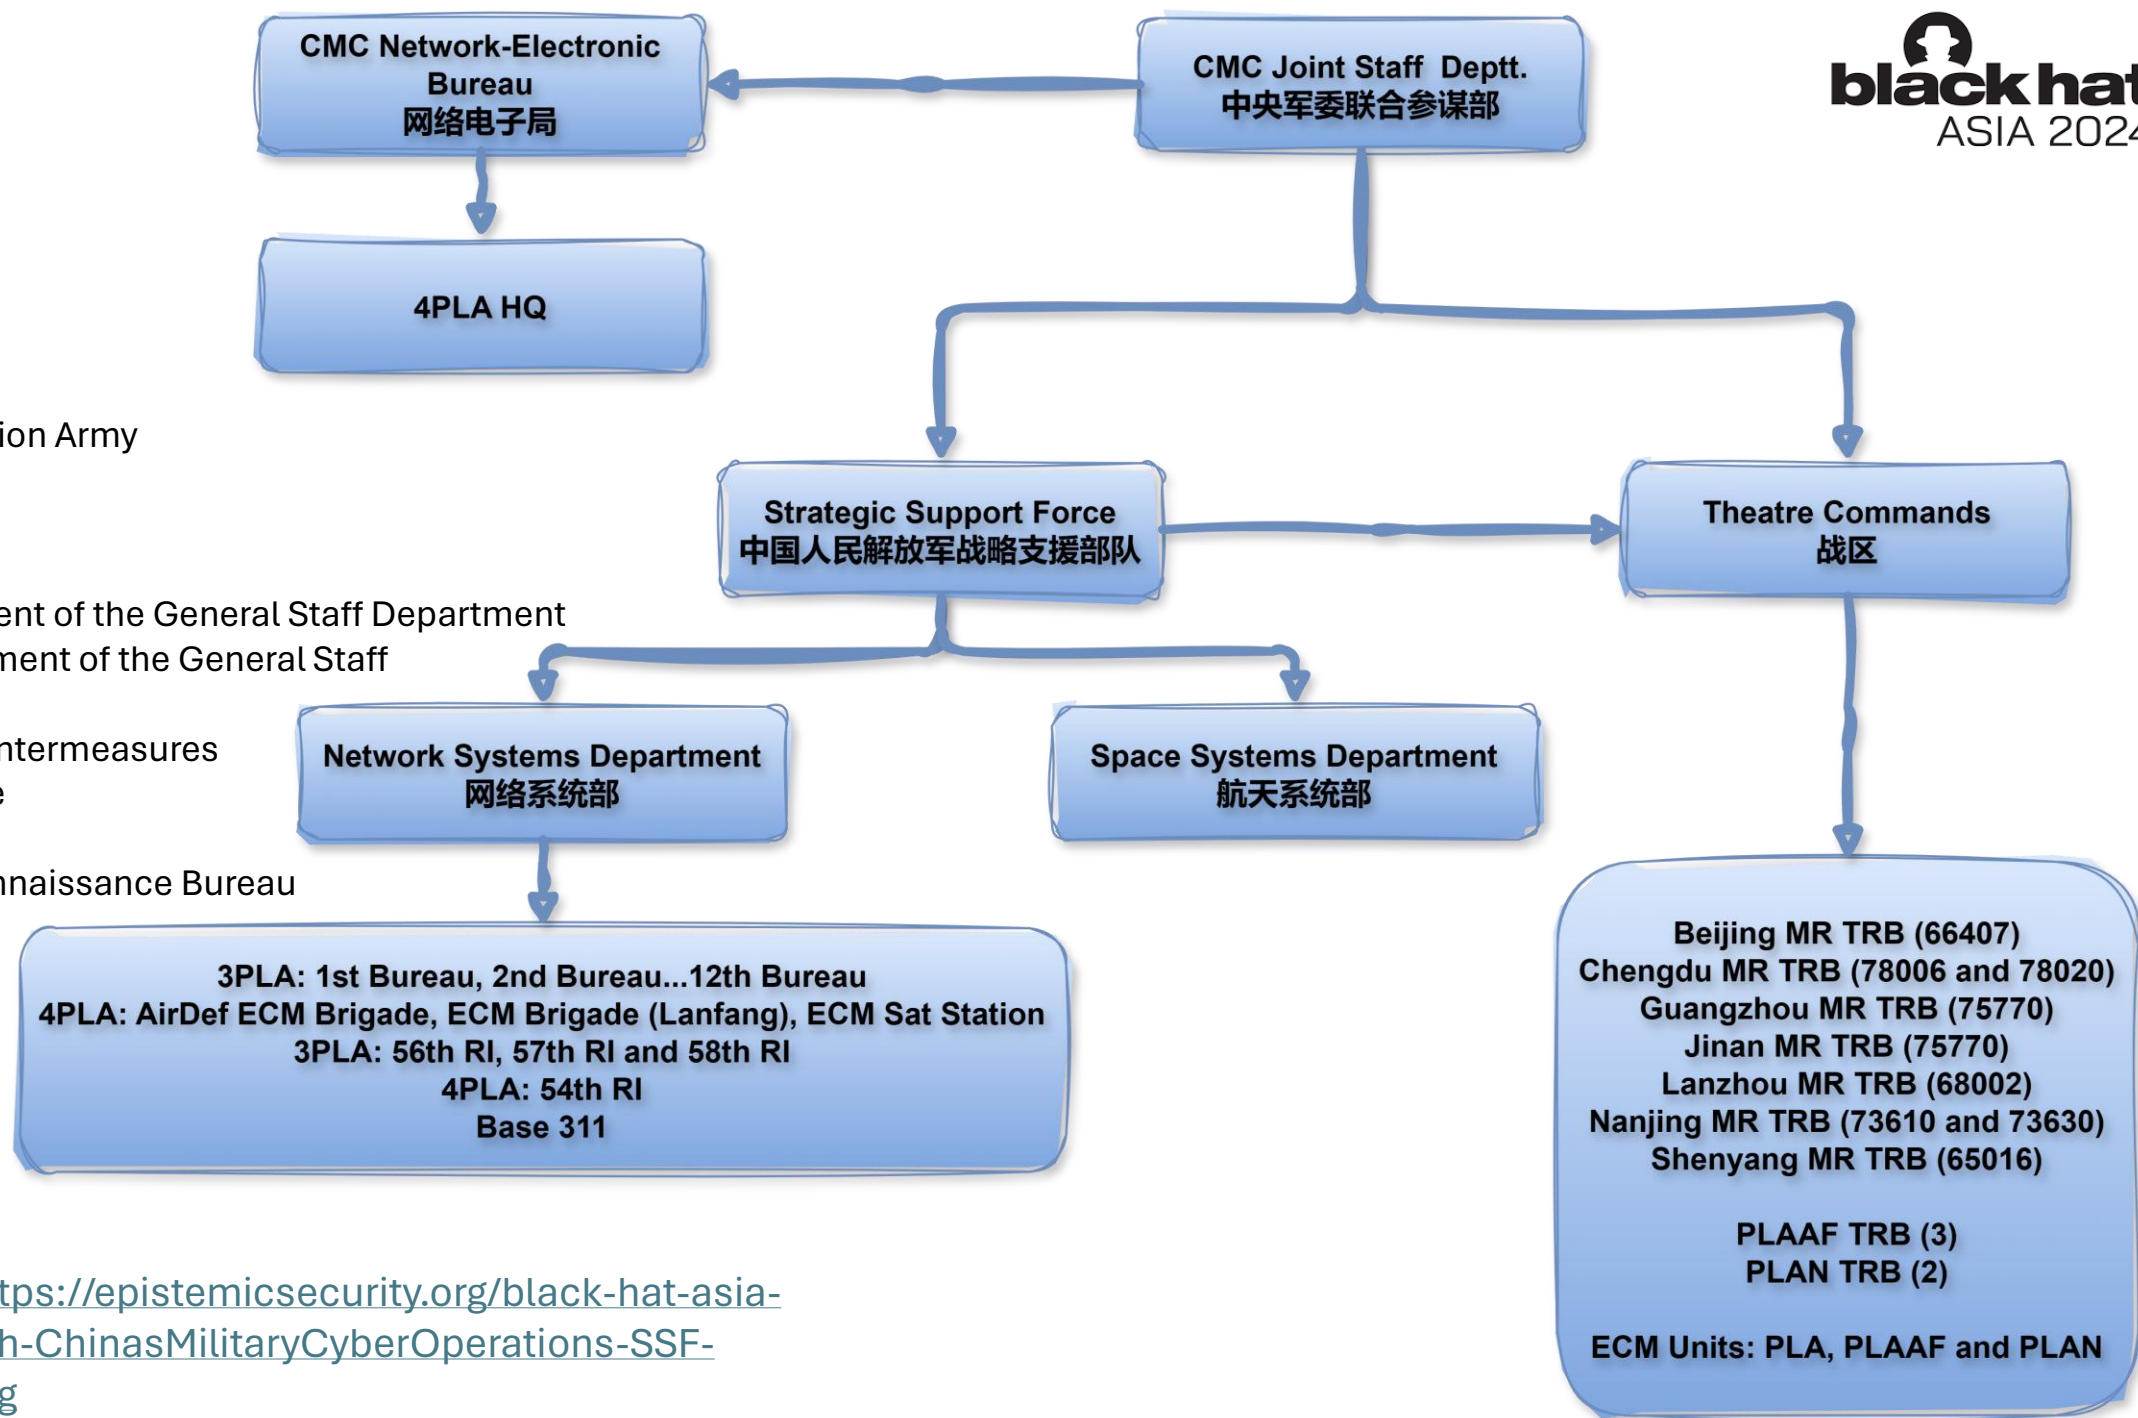 CMC Network-Electronic
Bureau
网络电子局
CMC Joint Staff Deptt.
中央军委联合参谋部
black hat
ASIA 2024
4PLA HQ
ion Army
Strategic Support Force
中国人民解放军战略支援部队
Theatre Commands
战区
ent of the General Staff Department
ment of the General Staff
ntermeasures
e
nnaissance Bureau
Network Systems Department
网络系统部
Space Systems Department
航天系统部
3PLA: 1st Bureau, 2nd Bureau...12th Bureau
4PLA: AirDef ECM Brigade, ECM Brigade (Lanfang), ECM Sat Station
3PLA: 56th RI, 57th RI and 58th RI
4PLA: 54th RI
Base 311
Beijing MR TRB (66407)
Chengdu MR TRB (78006 and 78020)
Guangzhou MR TRB (75770)
Jinan MR TRB (75770)
Lanzhou MR TRB (68002)
Nanjing MR TRB (73610 and 73630)
Shenyang MR TRB (65016)
PLAAF TRB (3)
PLAN TRB (2)
ECM Units: PLA, PLAAF and PLAN
tps://epistemicsecurity.org/black-hat-asia-
h-ChinasMilitaryCyberOperations-SSF-
g